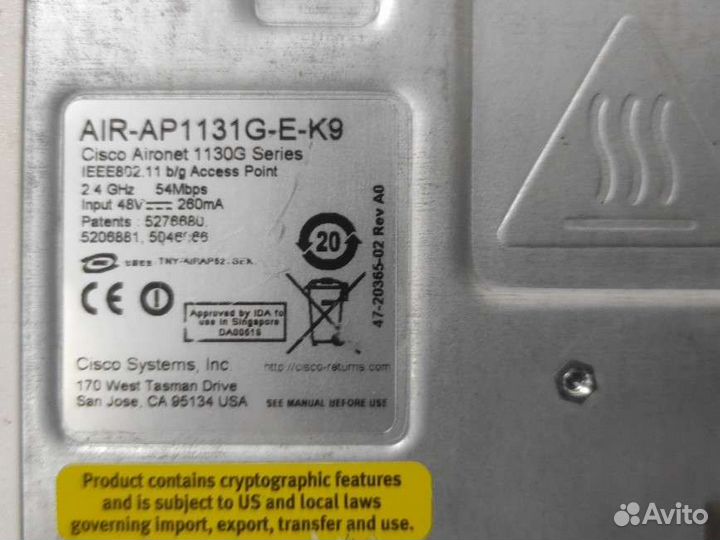 AIR-AP1131G-E-K9
Cisco Aironet 1130G Series
IEEE802.11 b/g Access Point
2.4 GHz 54Mbps
Input 48V 260mA
Patents: 5276680,
5206881,
20
47-20365-02 Rev A0
CE
Approved by IDA for
use in Singapore
DA00616
Cisco Systems, Inc.
http://cisco-returns.com
170 West Tasman Drive
San Jose, CA 95134 USA
SEE MANUAL BEFORE USE
Product contains cryptographic features
and is subject to US and local laws
governing import, export, transfer and use.
Avito